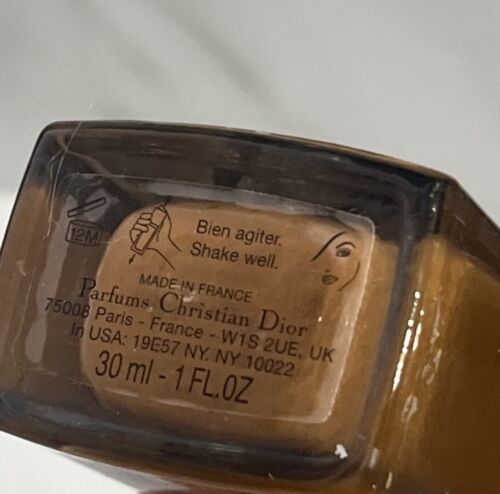 12M
Bien agiter.
Shake well.
MADE IN FRANCE
Parfums Christian Dior
75008 Paris - France - W1S 2UE, UK
In USA: 19E57 NY. NY 10022
30 ml - 1 FL.OZ